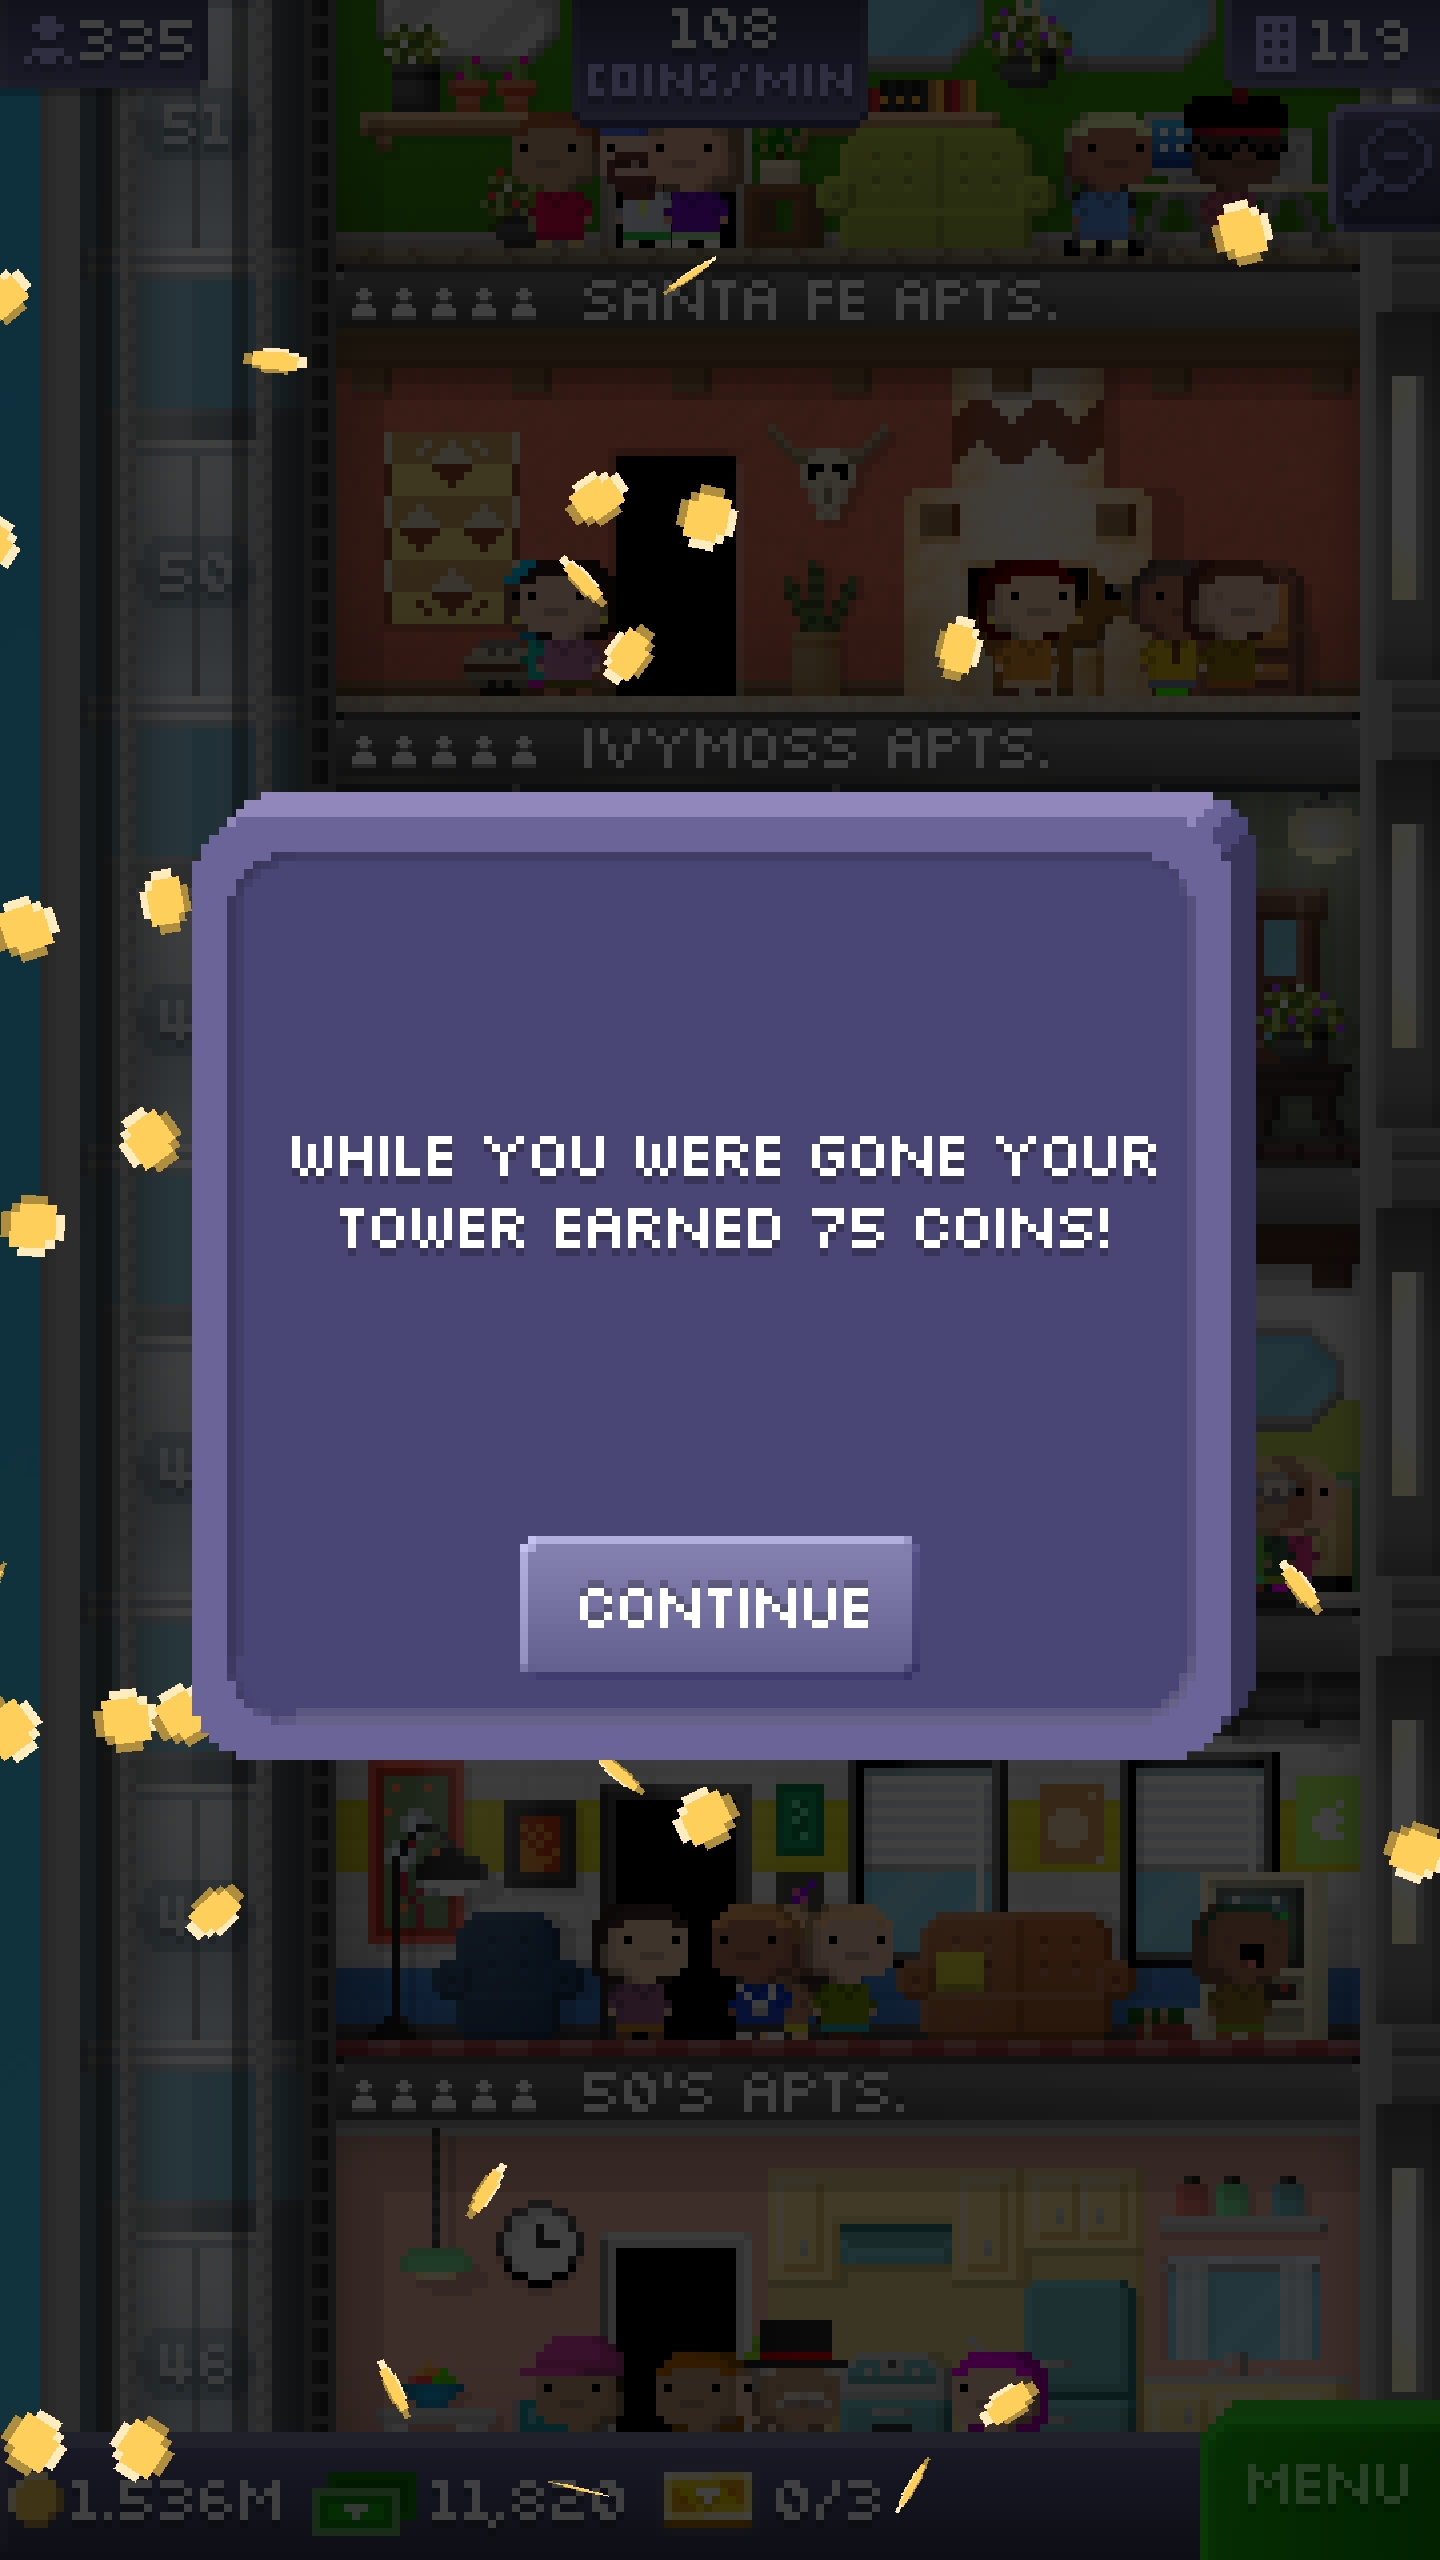 335
108
COINS/MIN
119
51
SANTA FE APTS.
50
IVYMOSS APTS.
WHILE YOU WERE GONE YOUR
TOWER EARNED 75 COINS!
CONTINUE
50'S APTS.
1.536M
11,820
0/3
MENU